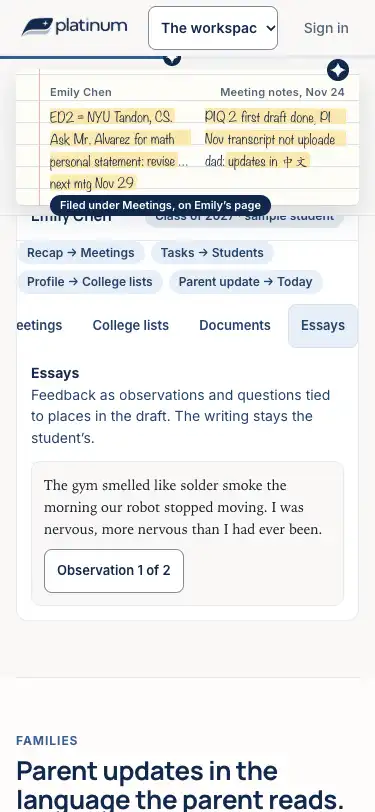 platinum
The workspac
Sign in
Emily Chen
Meeting notes, Nov 24
ED2 = NYU Tandon, CS.
Ask Mr. Alvarez for math
personal statement: revise ...
next mtg Nov 29
PIQ 2 first draft done, PI
Nov transcript not uploade
dad: updates in 中文
Filed under Meetings, on Emily's page
Emily Chen
Class of 2027 · sample student
Recap → Meetings
Tasks → Students
Profile → College lists
Parent update → Today
eetings
College lists
Documents
Essays
Essays
Feedback as observations and questions tied
to places in the draft. The writing stays the
student's.
The gym smelled like solder smoke the
morning our robot stopped moving. I was
nervous, more nervous than I had ever been.
Observation 1 of 2
FAMILIES
Parent updates in the
language the parent reads.